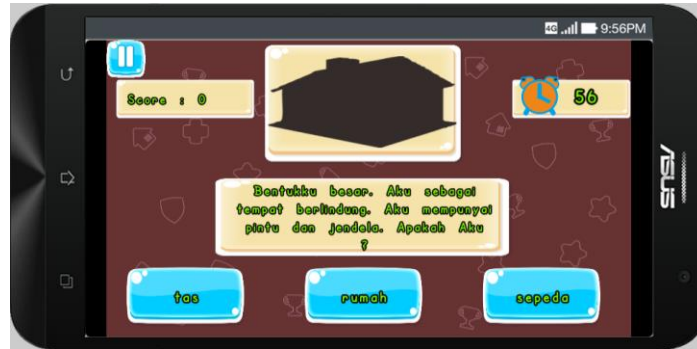 4G 9:56PM
Score : 0
56
Bentukku besar. Aku sebagai
tempat berlindung. Aku mempunyai
pintu dan jendela. Apakah Aku
?
tas
rumah
sepeda
ASUS